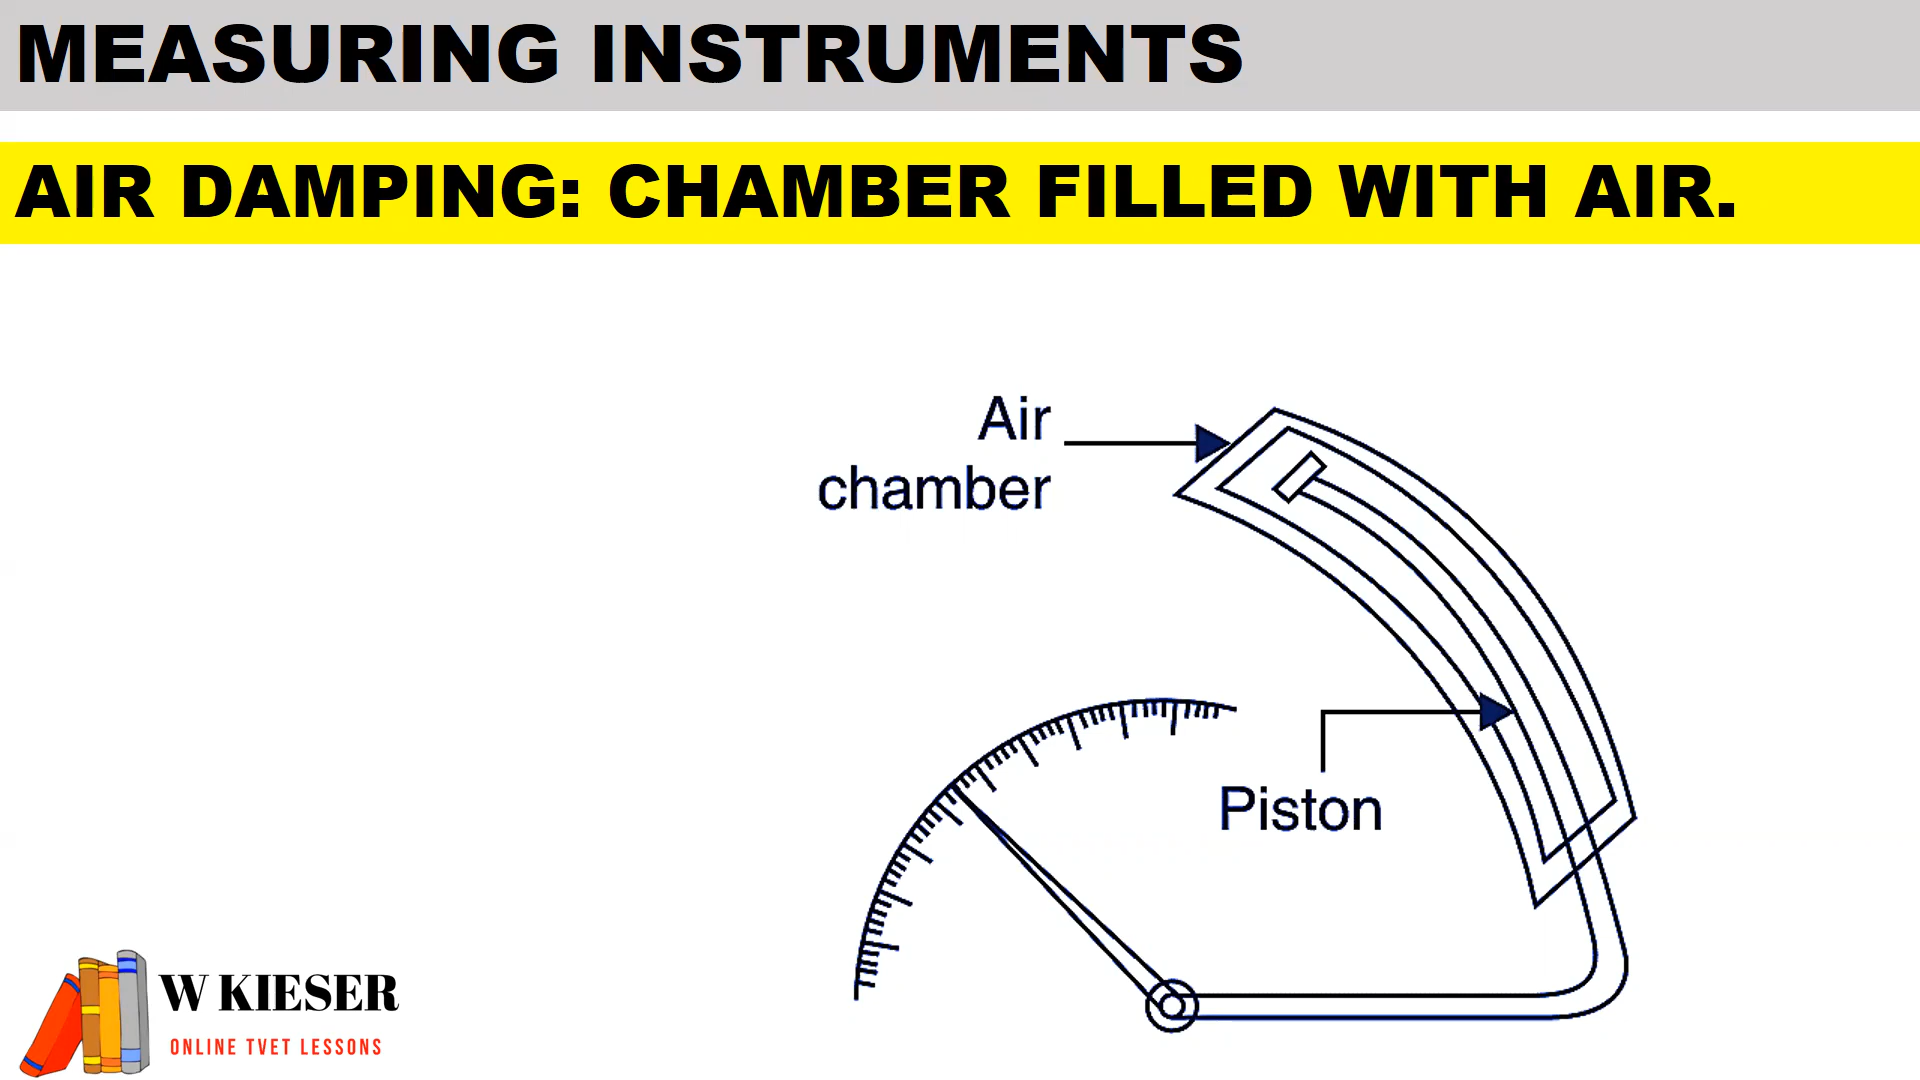 MEASURING INSTRUMENTS
AIR DAMPING: CHAMBER FILLED WITH AIR.
Air
chamber
Piston
W KIESER
ONLINE TVET LESSONS